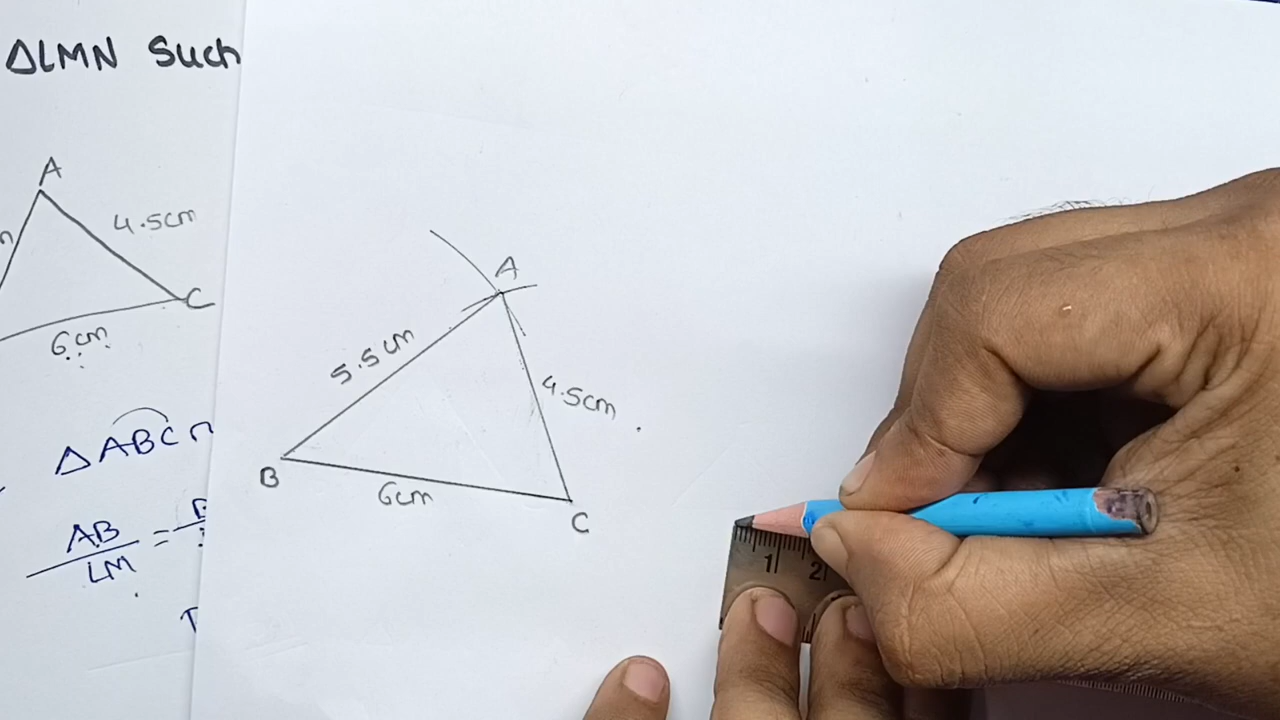 ΔLMN Such
A
4.5cm
C
6cm
ΔABC
AB
=
LM
A
5.5cm
4.5cm
B
6cm
C
1 2